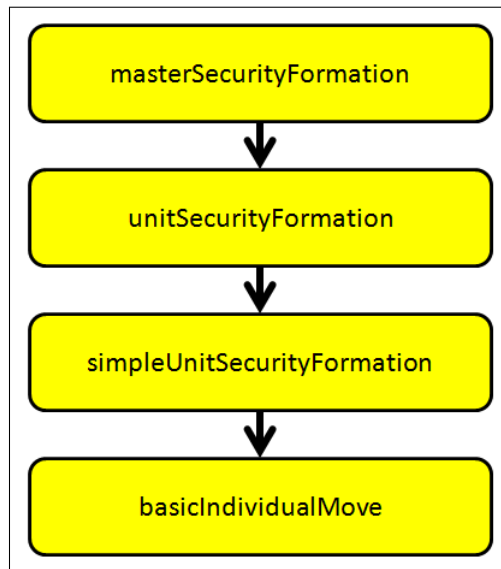 masterSecurityFormation
unitSecurityFormation
simpleUnitSecurityFormation
basicIndividualMove